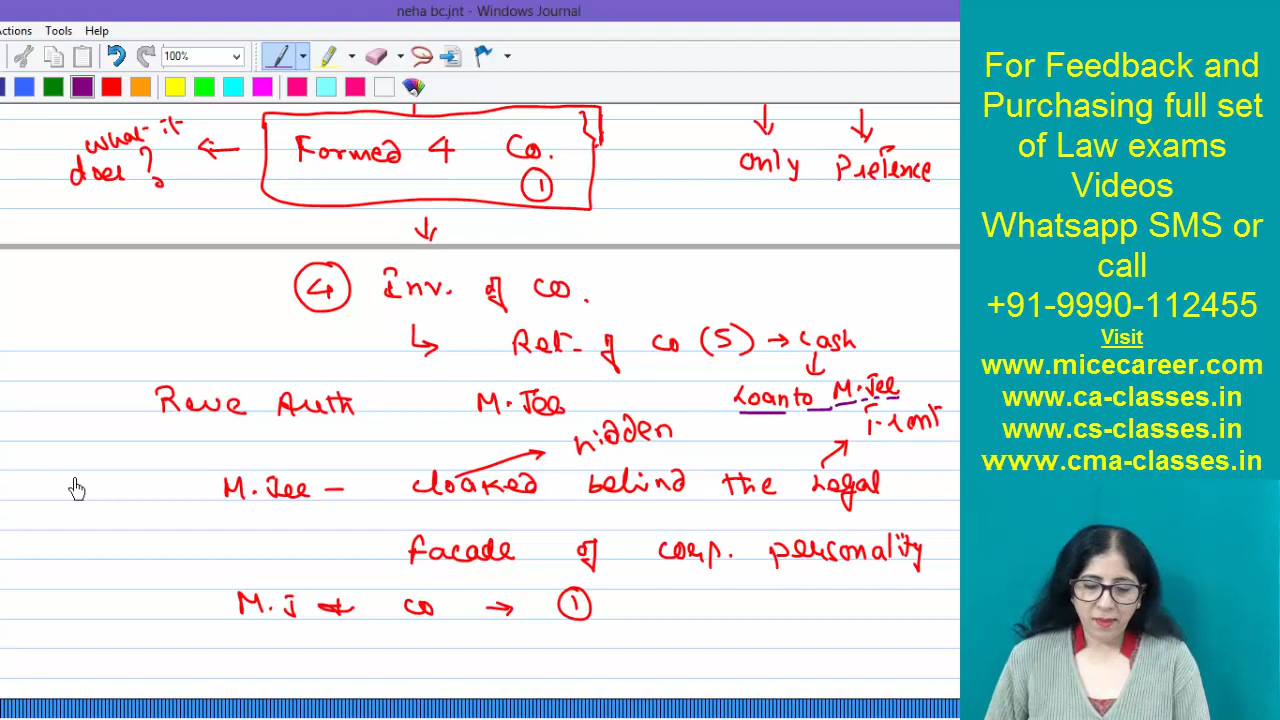 neha bc.jnt - Windows Journal
Actions Tools Help
100%
what it
does?
Formed 4 Co.
1
only Pretence
4 Inv. of co.
Ret. of co (5) → cash
Reve Auth M. Jee Loan to M. Jee
hidden Front
M. Jee - cloaked behind the Legal
facade of corp. personality
M. J & co → 1
For Feedback and
Purchasing full set
of Law exams
Videos
Whatsapp SMS or
call
+91-9990-112455
Visit
www.micecareer.com
www.ca-classes.in
www.cs-classes.in
www.cma-classes.in